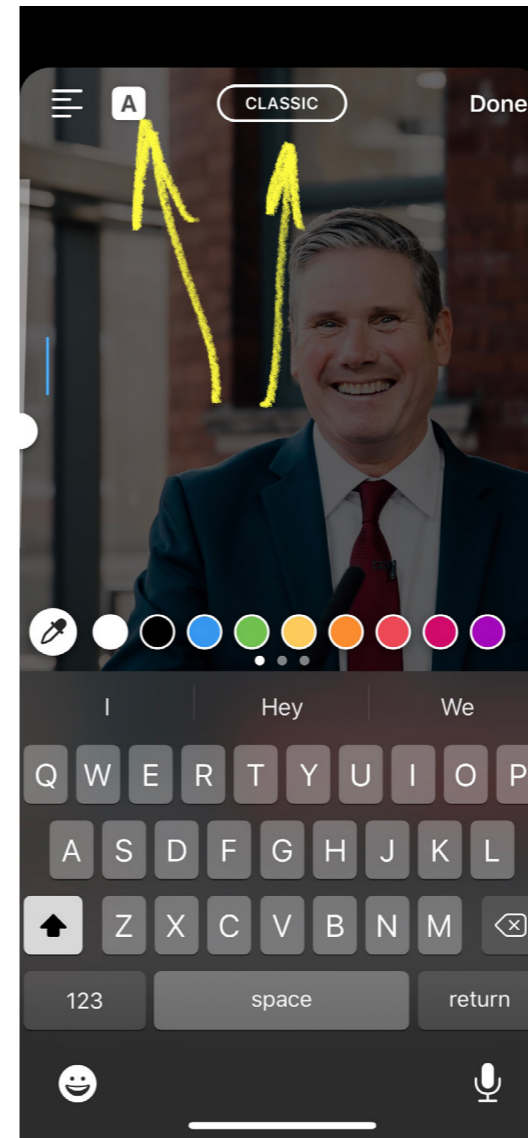 A CLASSIC Done
I Hey We
Q W E R T Y U I O P
A S D F G H J K L
Z X C V B N M
123 space return